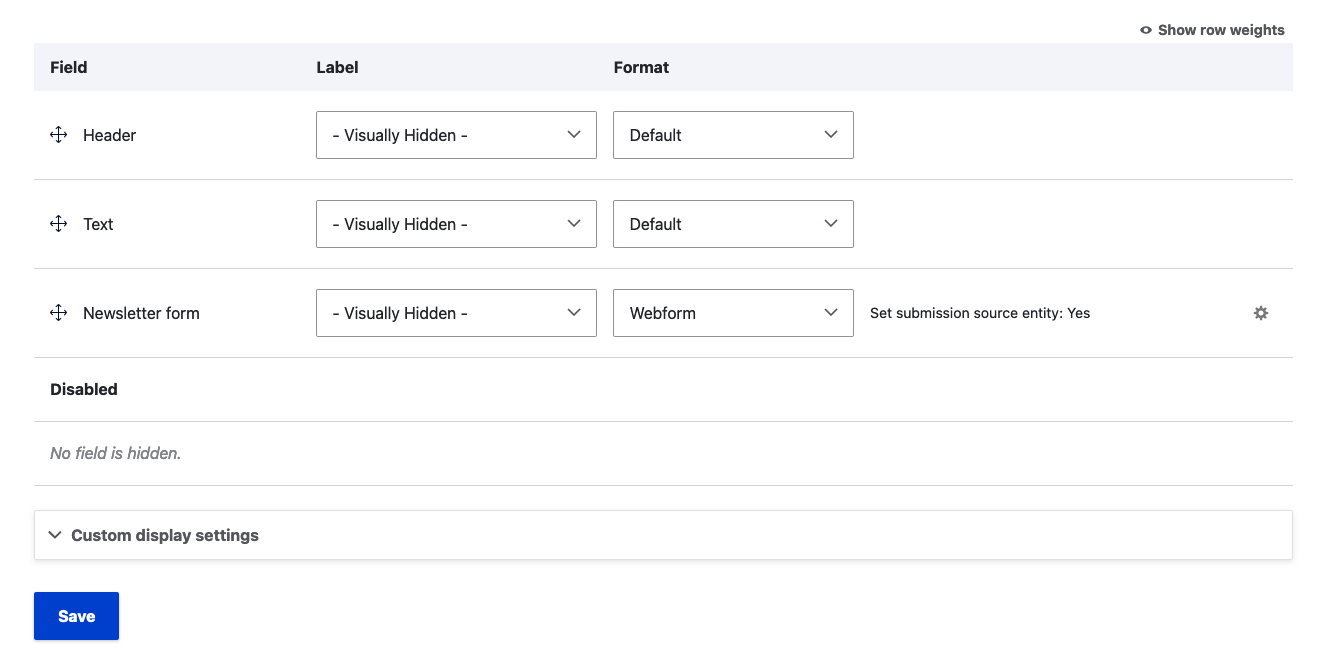 Show row weights
Field Label Format
Header - Visually Hidden - Default
Text - Visually Hidden - Default
Newsletter form - Visually Hidden - Webform Set submission source entity: Yes
Disabled
No field is hidden.
Custom display settings
Save